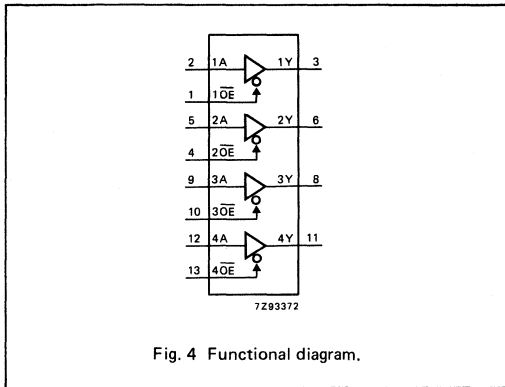 2 1A 1Y 3
1 1OE
5 2A 2Y 6
4 2OE
9 3A 3Y 8
10 3OE
12 4A 4Y 11
13 4OE
7Z93372
Fig. 4 Functional diagram.